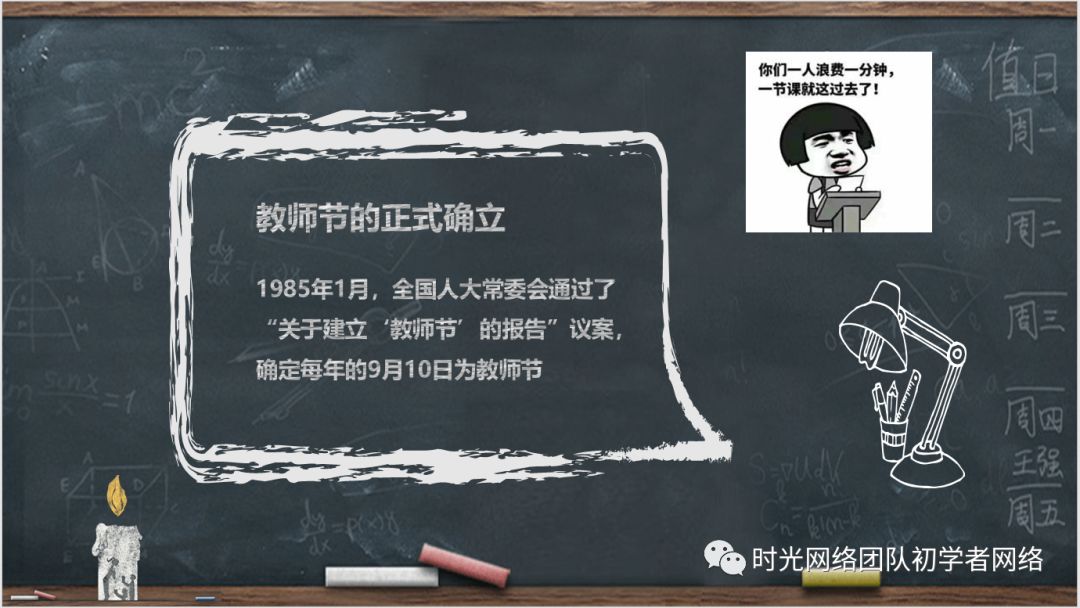 你们一人浪费一分钟，
一节课就这过去了！
教师节的正式确立
1985年1月，全国人大常委会通过了
“关于建立‘教师节’的报告”议案，
确定每年的9月10日为教师节
值日
周一
周二
周三
周四
王强
周五
sinx
dy
dx
时光网络团队初学者网络